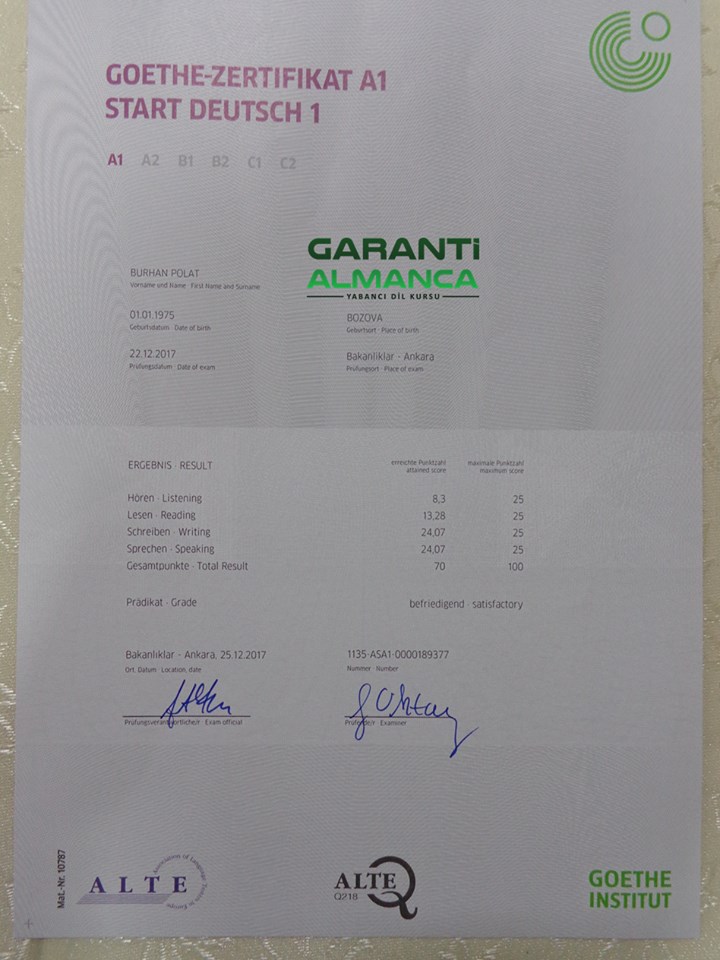 GOETHE-ZERTIFIKAT A1
START DEUTSCH 1
A1 A2 B1 B2 C1 C2
GARANTi
ALMANCA
YABANCI DİL KURSU
BURHAN POLAT
Vorname und Name · First Name and Surname
01.01.1975
Geburtsdatum · Date of birth
BOZOVA
Geburtsort · Place of birth
22.12.2017
Prüfungsdatum · Date of exam
Bakanlıklar - Ankara
Prüfungsort · Place of exam
ERGEBNIS · RESULT
erreichte Punktzahl
attained score
maximale Punktzahl
maximum score
Hören · Listening 8,3 25
Lesen · Reading 13,28 25
Schreiben · Writing 24,07 25
Sprechen · Speaking 24,07 25
Gesamtpunkte · Total Result 70 100
Prädikat · Grade befriedigend · satisfactory
Bakanlıklar - Ankara, 25.12.2017
Ort, Datum · Location, date
1135-ASA1-0000189377
Nummer · Number
Prüfungsverantwortliche/r · Exam official
Prüfende/r · Examiner
Mat.-Nr. 10787
ALTE
Association of Language Testers in Europe
ALTE
Q218
GOETHE
INSTITUT